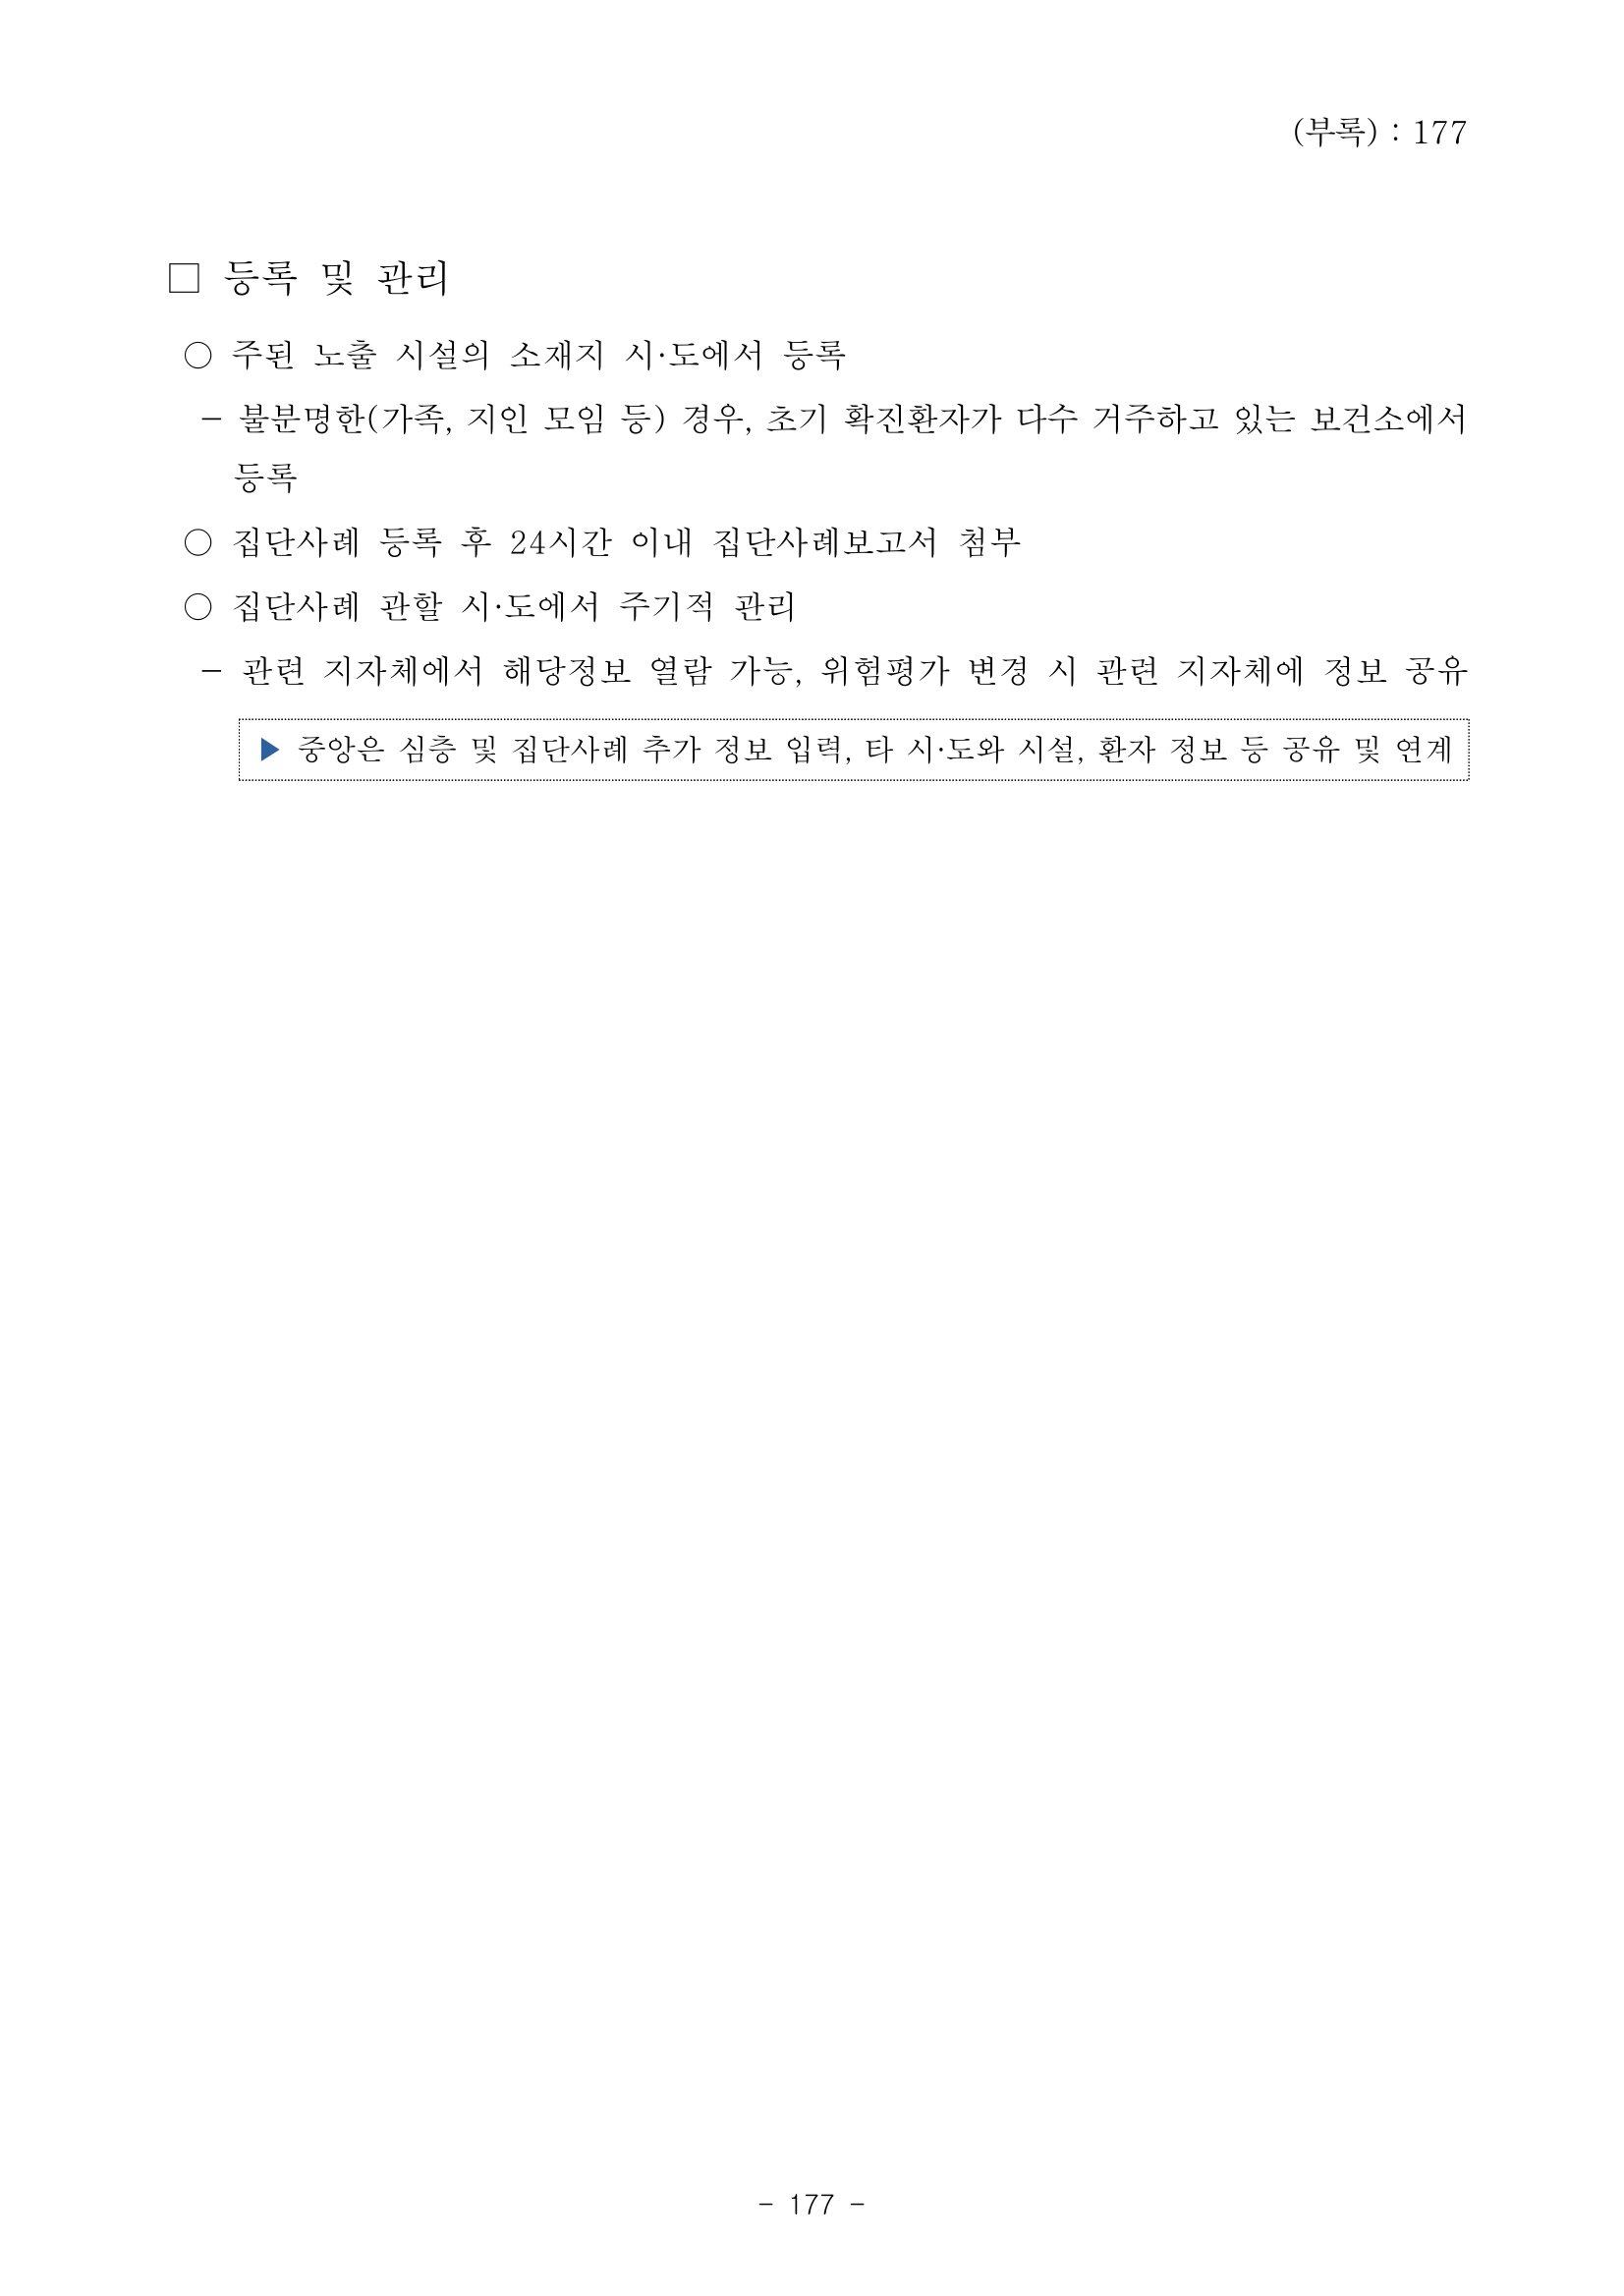 (부록) : 177
□ 등록 및 관리
○ 주된 노출 시설의 소재지 시·도에서 등록
- 불분명한(가족, 지인 모임 등) 경우, 초기 확진환자가 다수 거주하고 있는 보건소에서
등록
○ 집단사례 등록 후 24시간 이내 집단사례보고서 첨부
○ 집단사례 관할 시·도에서 주기적 관리
- 관련 지자체에서 해당정보 열람 가능, 위험평가 변경 시 관련 지자체에 정보 공유
▶ 중앙은 심층 및 집단사례 추가 정보 입력, 타 시·도와 시설, 환자 정보 등 공유 및 연계
- 177 -